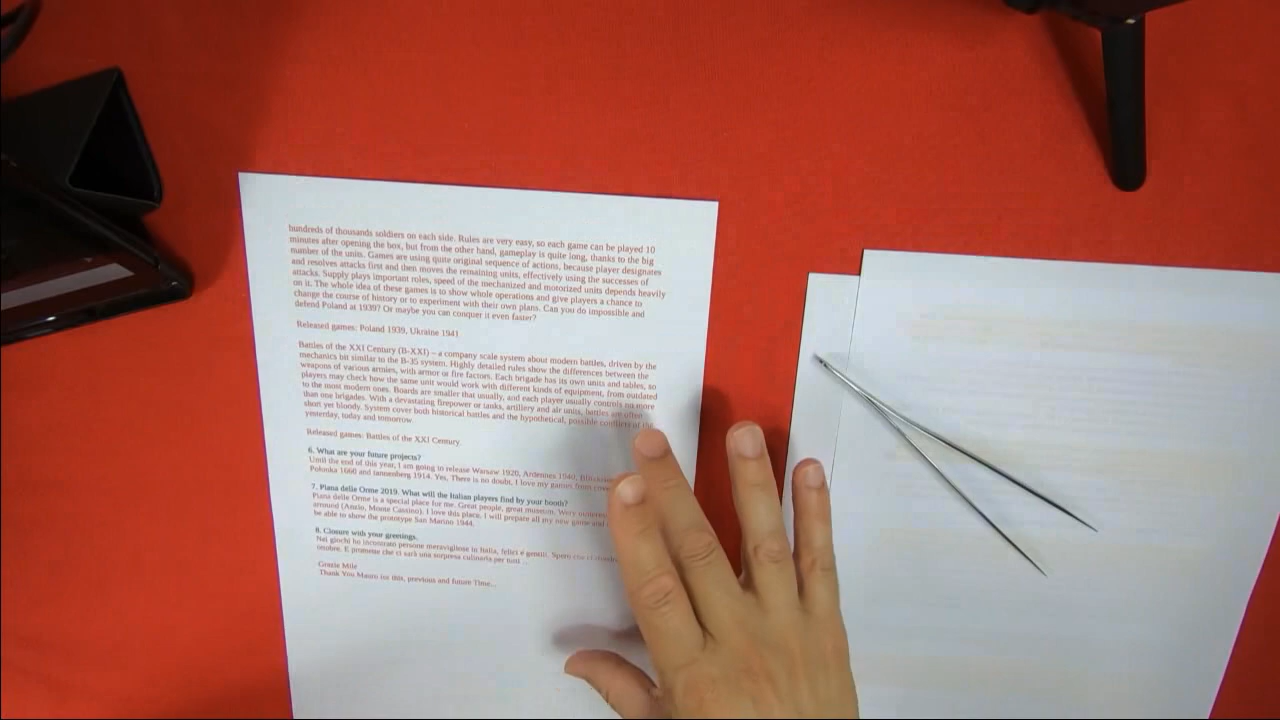 hundreds of thousands soldiers on each side. Rules are very easy, so each game can be played 10
minutes after opening the box, but from the other hand, gameplay is quite long, thanks to the big
number of the units. Games are using quite original sequence of actions, because player designates
and resolves attacks first and then moves the remaining units, effectively using the successes of
attacks. Supply plays important roles, speed of the mechanized and motorized units depends heavily
on it. The whole idea of these games is to show whole operations and give players a chance to
change the course of history or to experiment with their own plans. Can you do impossible and
defend Poland at 1939? Or maybe you can conquer it even faster?
Released games: Poland 1939, Ukraine 1941
Battles of the XXI Century (B-XXI) – a company scale system about modern battles, driven by the
mechanics bit similar to the B-35 system. Highly detailed rules show the differences between the
weapons of various armies, with armor or fire factors. Each brigade has its own units and tables, so
players may check how the same unit would work with different kinds of equipment, from outdated
to the most modern ones. Boards are smaller that usually, and each player usually controls no more
than one brigades. With a devastating firepower or tanks, artillery and air units, battles are often
short yet bloody. System cover both historical battles and the hypothetical, possible conflicts of the
yesterday, today and tomorrow
Released games: Battles of the XXI Century
6. What are your future projects?
Until the end of this year, I am going to release Warsaw 1920, Ardennes 1940,
Polonka 1660 and Tannenberg 1914. Yes, There is no doubt, I love my games from
7. Piana delle Orme 2019. What will the Italian players find by your booth?
Piana delle Orme is a special place for me. Great people, great museum. Very
around (Anzio, Monte Cassino). I love this place. I will prepare all my new game and
be able to show the prototype San Marino 1944.
8. Closure with your greetings.
Nei giochi ho incontrato persone meravigliose in Italia, felici e gentili. Spero che ci
onobre. E promette che ci sarà una sorpresa culinaria per tutti ...
Grazie Mile
Thank You Mauro for this, previous and future Time...